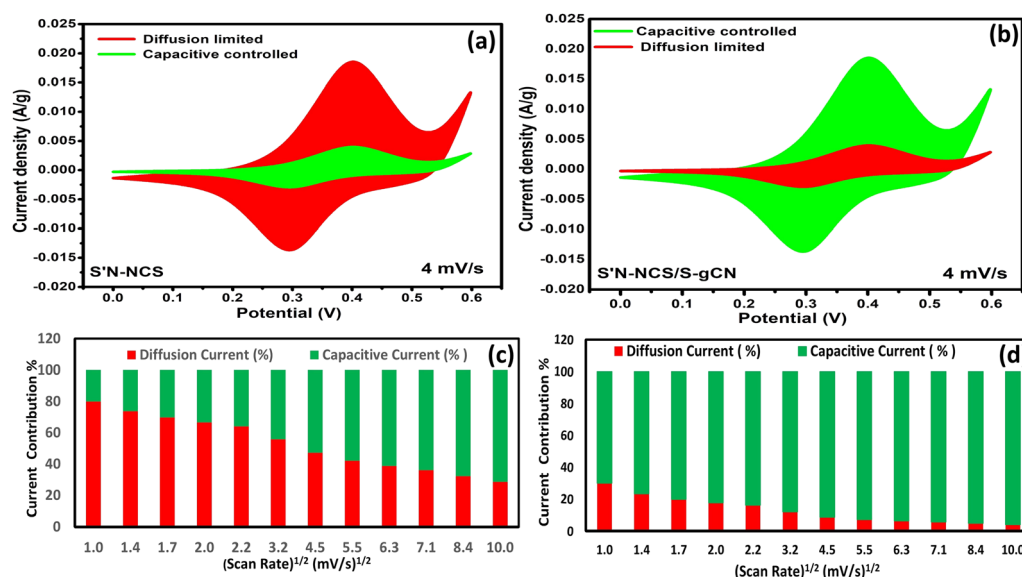 (a)
Diffusion limited
Capacitive controlled
Current density (A/g)
0.025
0.020
0.015
0.010
0.005
0.000
-0.005
-0.010
-0.015
-0.020
S'N-NCS
4 mV/s
0.0 0.1 0.2 0.3 0.4 0.5 0.6
Potential (V)
(b)
Capacitive controlled
Diffusion limited
Current density (A/g)
0.025
0.020
0.015
0.010
0.005
0.000
-0.005
-0.010
-0.015
-0.020
S'N-NCS/S-gCN
4 mV/s
0.0 0.1 0.2 0.3 0.4 0.5 0.6
Potential (V)
(c)
Diffusion Current (%) Capacitive Current (% )
Current Contribution %
120
100
80
60
40
20
0
1.0 1.4 1.7 2.0 2.2 3.2 4.5 5.5 6.3 7.1 8.4 10.0
(Scan Rate)1/2 (mV/s)1/2
(d)
Diffusion Current ( % ) Capacitive Current ( % )
Current Contribution %
120
100
80
60
40
20
0
1.0 1.4 1.7 2.0 2.2 3.2 4.5 5.5 6.3 7.1 8.4 10.0
(Scan Rate)1/2 (mV/s)1/2